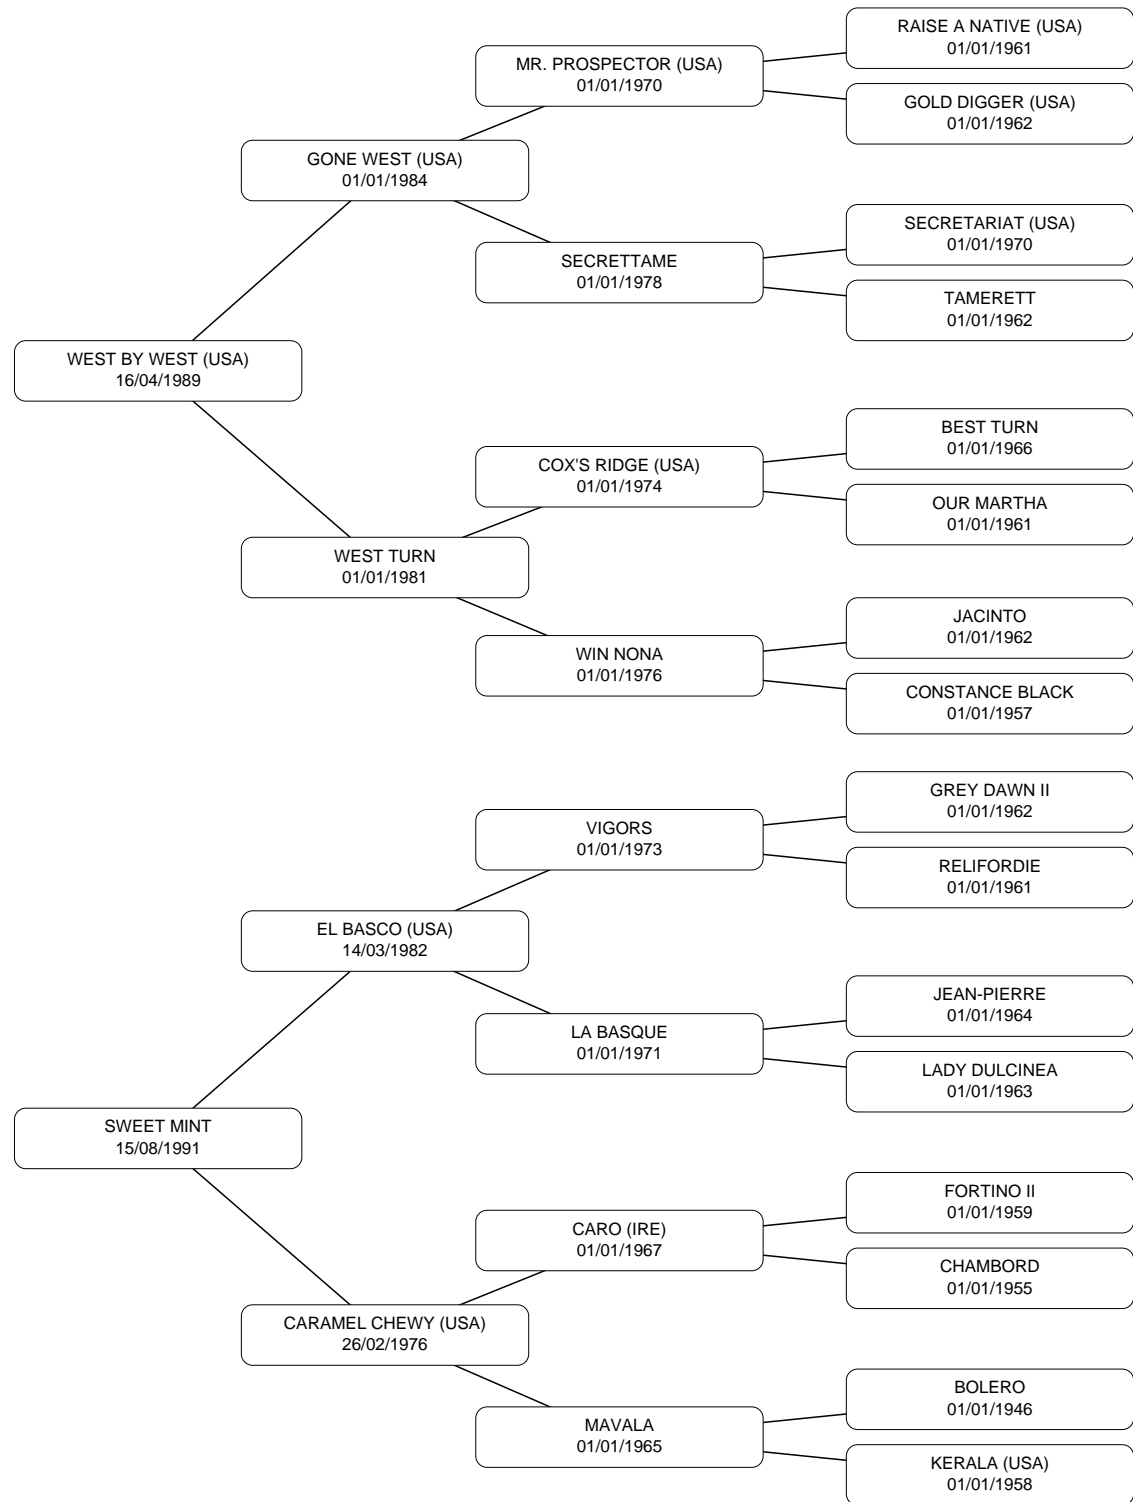 RAISE A NATIVE (USA)
01/01/1961
MR. PROSPECTOR (USA)
01/01/1970
GOLD DIGGER (USA)
01/01/1962
GONE WEST (USA)
01/01/1984
SECRETARIAT (USA)
01/01/1970
SECRETTAME
01/01/1978
TAMERETT
01/01/1962
WEST BY WEST (USA)
16/04/1989
BEST TURN
01/01/1966
COX'S RIDGE (USA)
01/01/1974
OUR MARTHA
01/01/1961
WEST TURN
01/01/1981
JACINTO
01/01/1962
WIN NONA
01/01/1976
CONSTANCE BLACK
01/01/1957
GREY DAWN II
01/01/1962
VIGORS
01/01/1973
RELIFORDIE
01/01/1961
EL BASCO (USA)
14/03/1982
JEAN-PIERRE
01/01/1964
LA BASQUE
01/01/1971
LADY DULCINEA
01/01/1963
SWEET MINT
15/08/1991
FORTINO II
01/01/1959
CARO (IRE)
01/01/1967
CHAMBORD
01/01/1955
CARAMEL CHEWY (USA)
26/02/1976
BOLERO
01/01/1946
MAVALA
01/01/1965
KERALA (USA)
01/01/1958